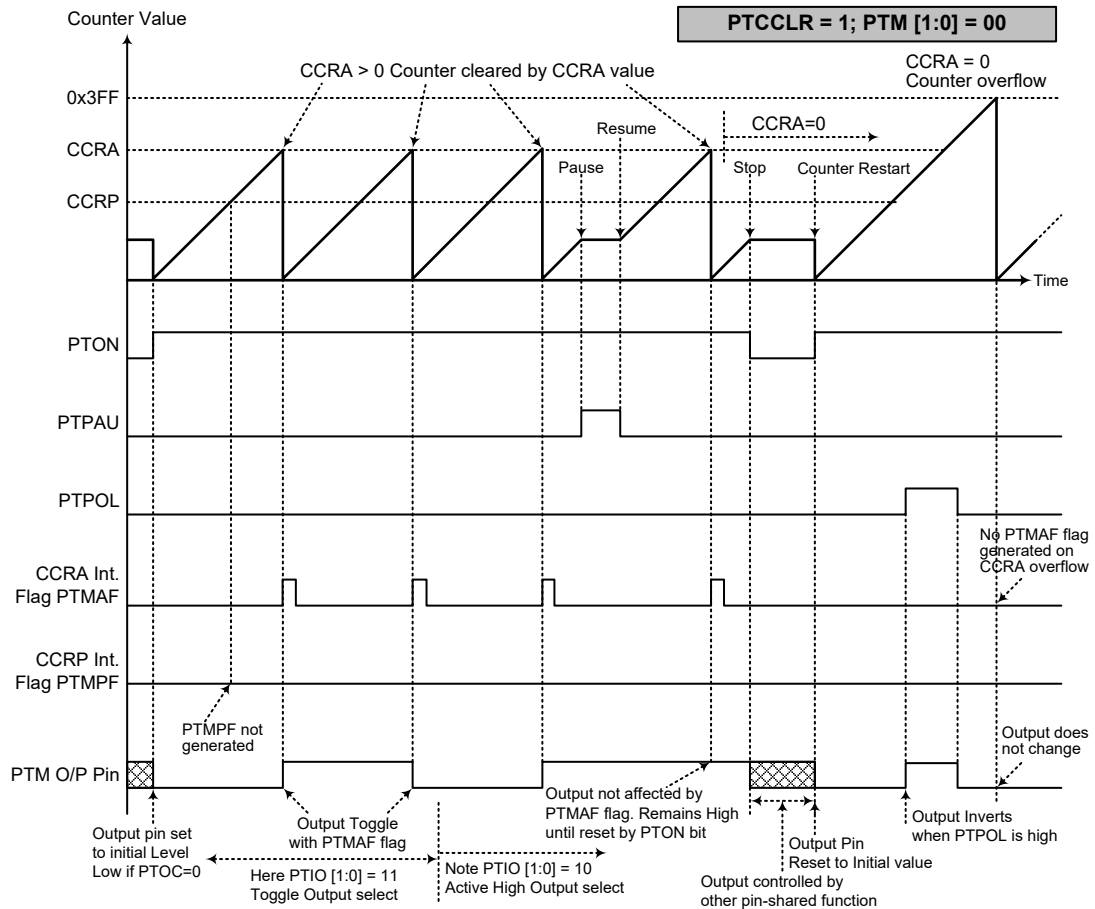 Counter Value
PTCCLR = 1; PTM [1:0] = 00
CCRA > 0 Counter cleared by CCRA value
CCRA = 0
Counter overflow
0x3FF
Resume
CCRA=0
CCRA
Pause
Stop
Counter Restart
CCRP
Time
PTON
PTPAU
PTPOL
No PTMAF flag
generated on
CCRA overflow
CCRA Int.
Flag PTMAF
CCRP Int.
Flag PTMPF
PTMPF not
generated
Output does
not change
PTM O/P Pin
Output pin set
to initial Level
Low if PTOC=0
Output Toggle
with PTMAF flag
Here PTIO [1:0] = 11
Toggle Output select
Output not affected by
PTMAF flag. Remains High
until reset by PTON bit
Note PTIO [1:0] = 10
Active High Output select
Output Pin
Reset to Initial value
Output controlled by
other pin-shared function
Output Inverts
when PTPOL is high